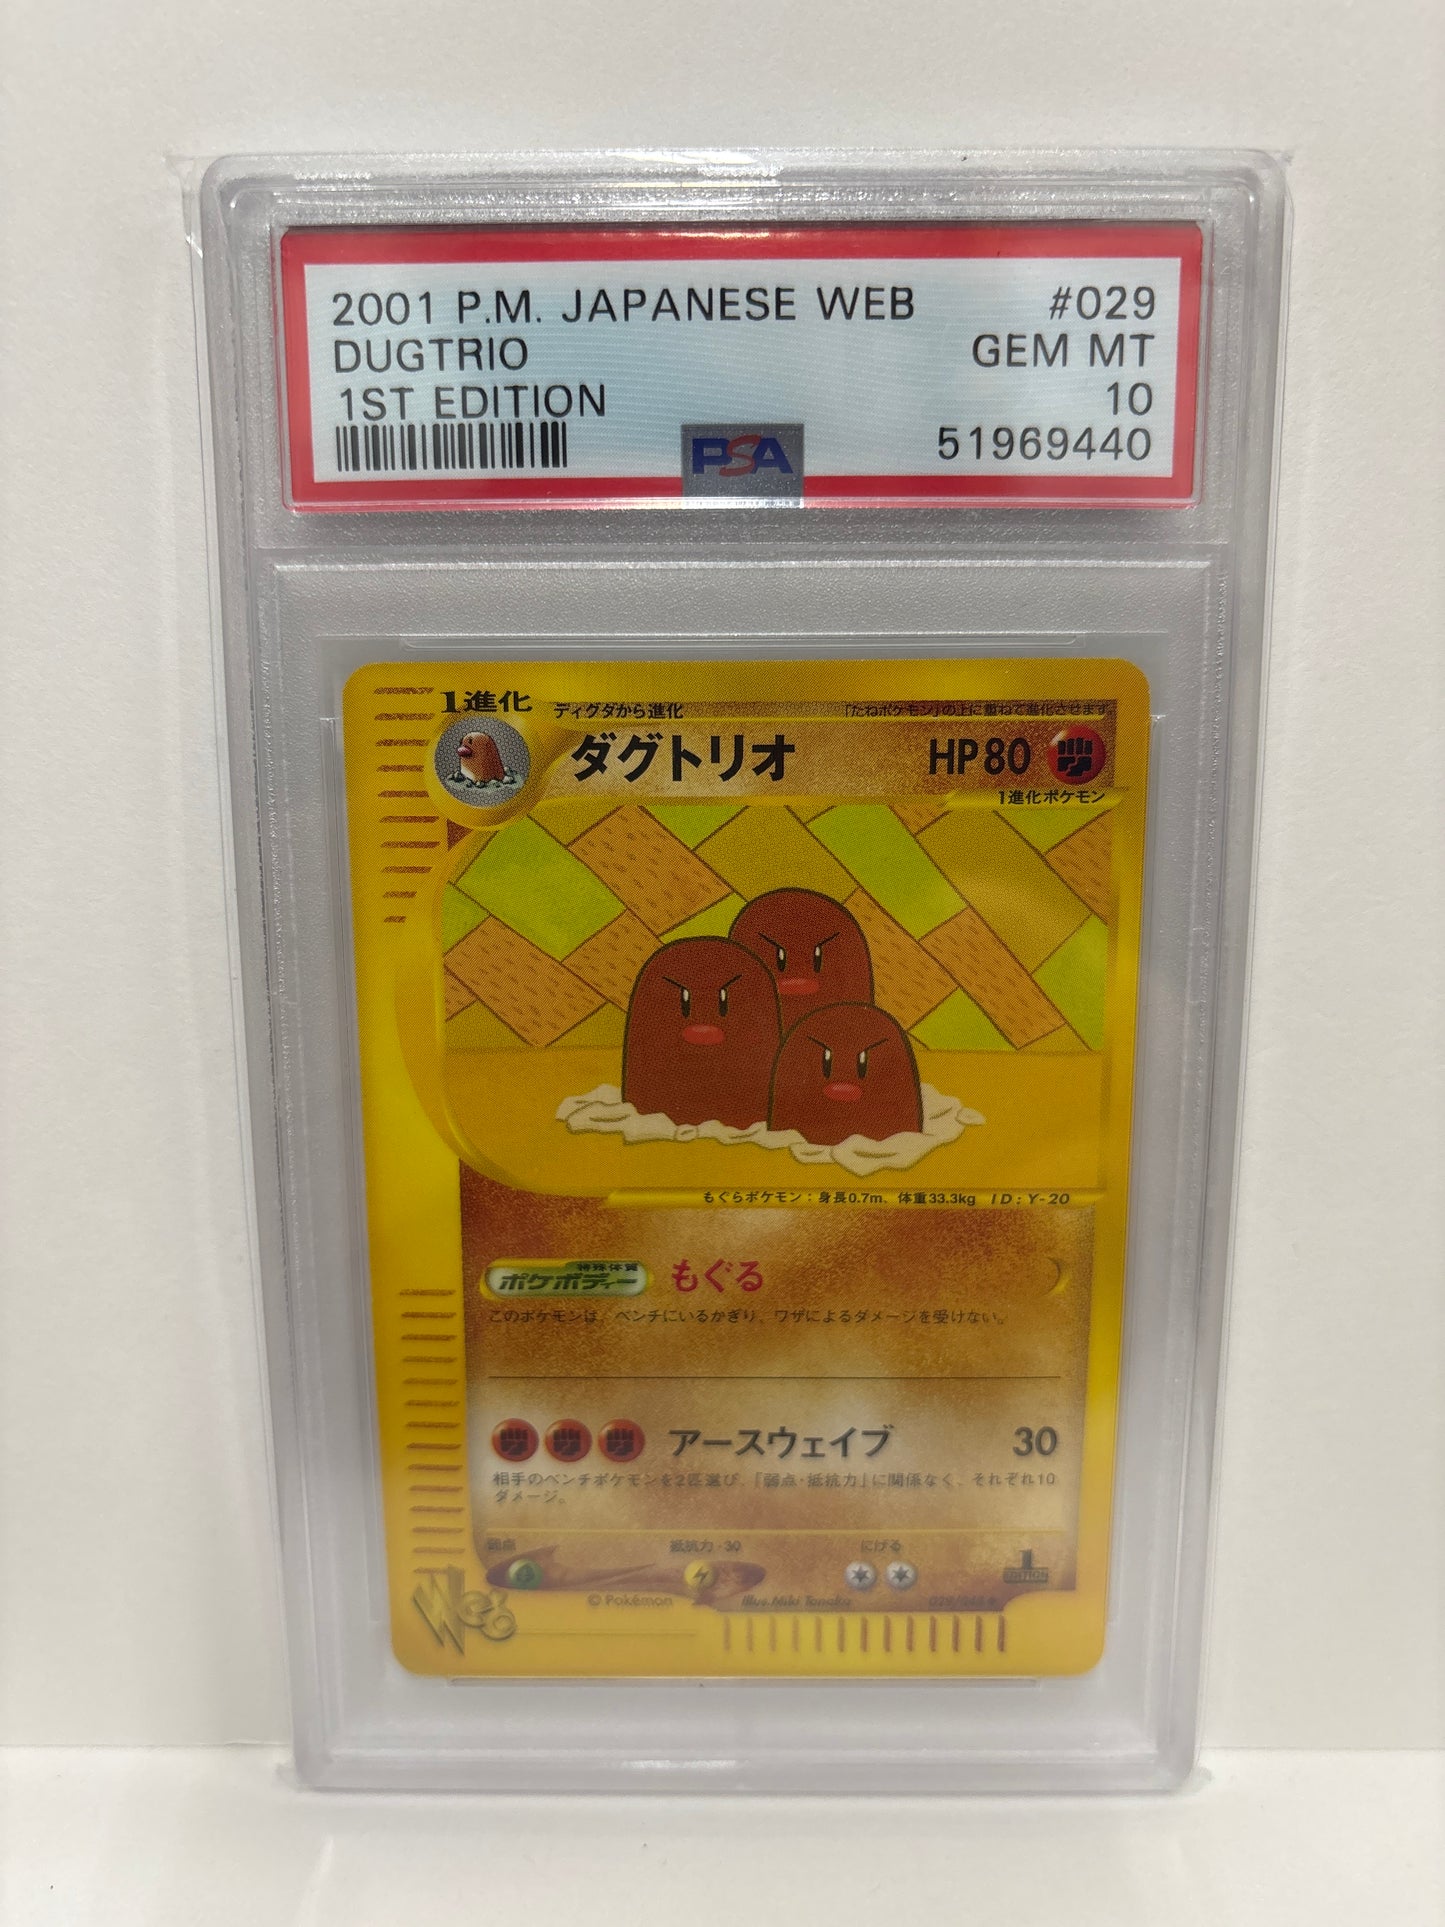 2001 P.M. JAPANESE WEB #029
DUGTRIO GEM MT
1ST EDITION 10
PSA 51969440
1進化 ディグダから進化 「たねポケモン」の上に重ねて進化させます
ダグトリオ HP80
1進化ポケモン
もぐらポケモン：身長0.7m、体重33.3kg ID：Y-20
特殊体質
ポケボディー もぐる
このポケモンは、ベンチにいるかぎり、ワザによるダメージを受けない。
アースウェイブ 30
相手のベンチポケモンを2匹選び、「弱点・抵抗力」に関係なく、それぞれ10
ダメージ。
弱点 抵抗力-30 にげる 1 EDITION
Web © Pokémon Illus. Miki Tanaka 029/048